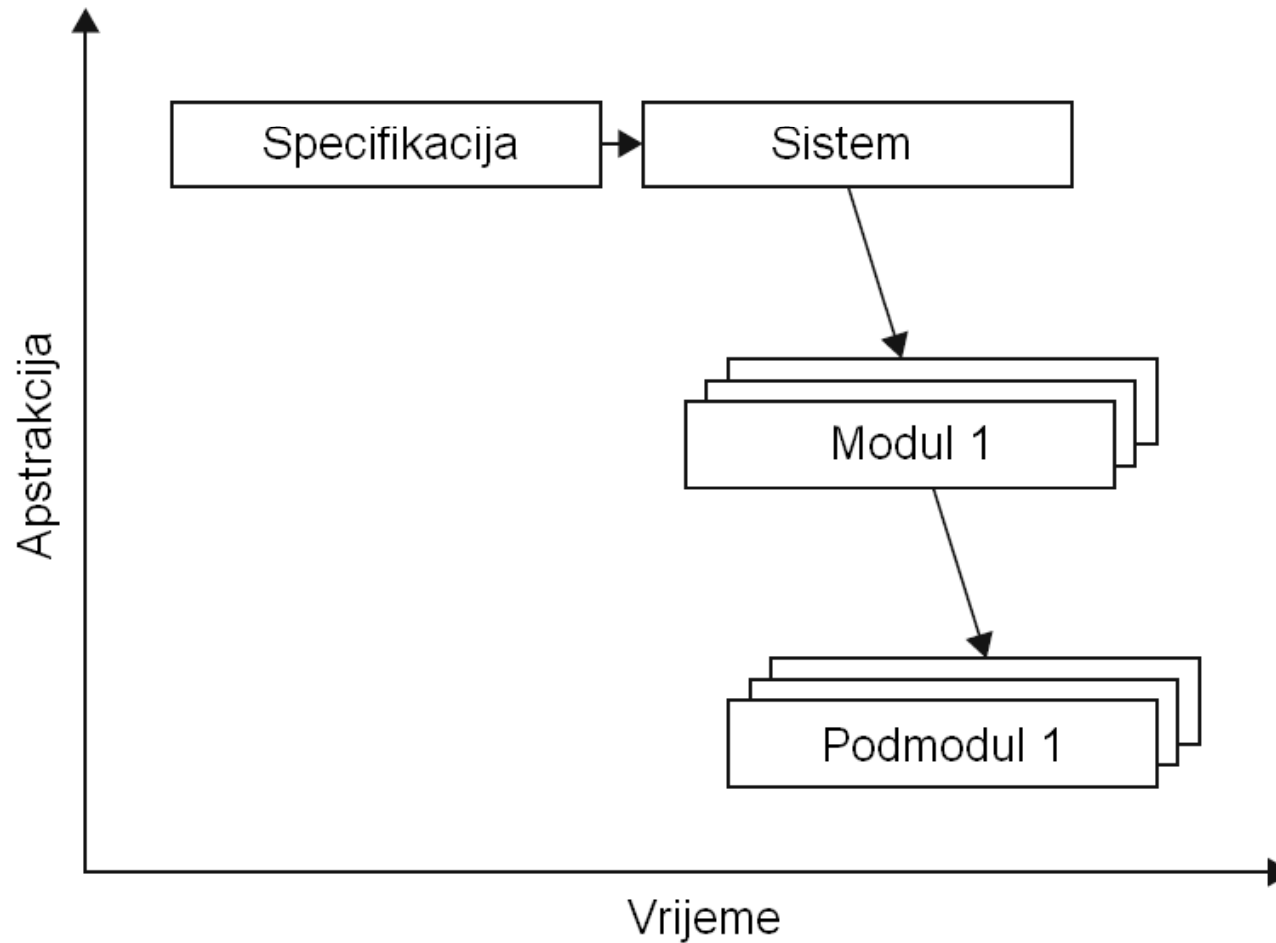 Specifikacija
Sistem
Apstrakcija
Modul 1
Podmodul 1
Vrijeme